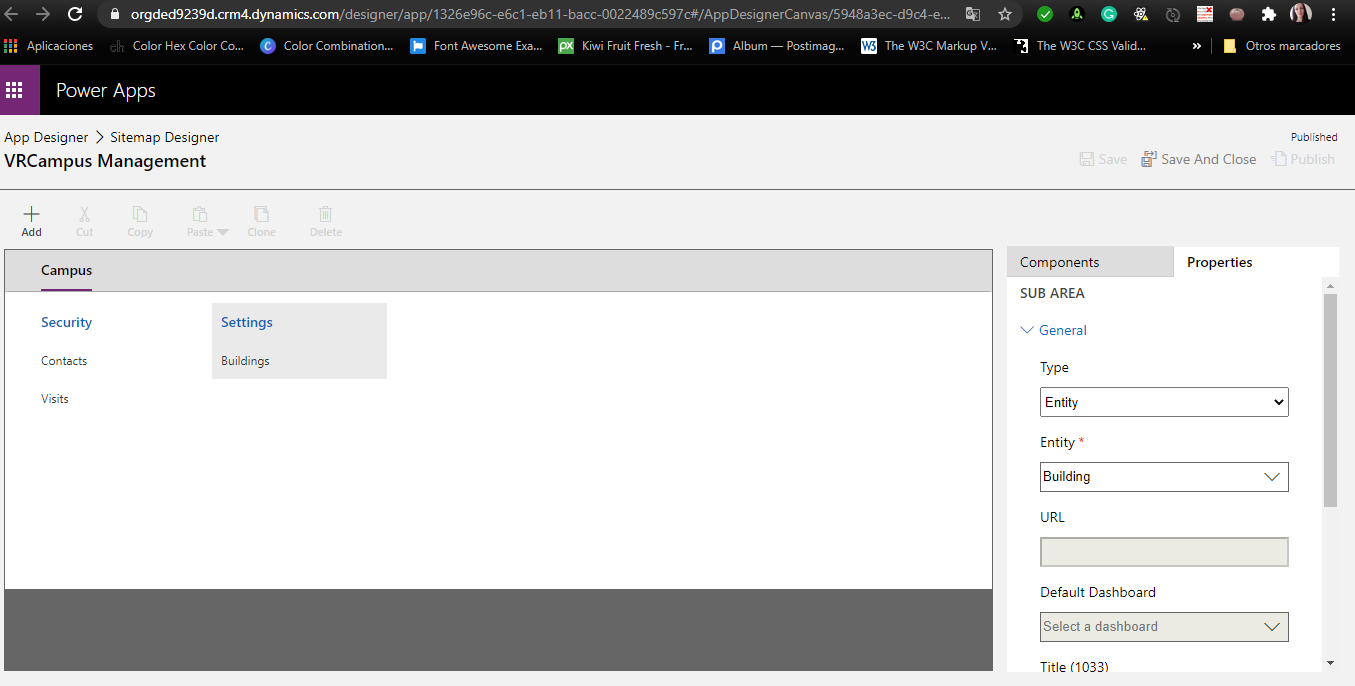 orgded9239d.crm4.dynamics.com/designer/app/1326e96c-e6c1-eb11-bacc-0022489c597c#/AppDesignerCanvas/5948a3ec-d9c4-e...
Aplicaciones Color Hex Color Co... Color Combination... Font Awesome Exa... Kiwi Fruit Fresh - Fr... Album — Postimag... The W3C Markup V... The W3C CSS Valid... » Otros marcadores
Power Apps
App Designer > Sitemap Designer
Published
VRCampus Management
Save Save And Close Publish
Add Cut Copy Paste Clone Delete
Campus
Security
Contacts
Visits
Settings
Buildings
Components Properties
SUB AREA
General
Type
Entity
Entity *
Building
URL
Default Dashboard
Select a dashboard
Title (1033)